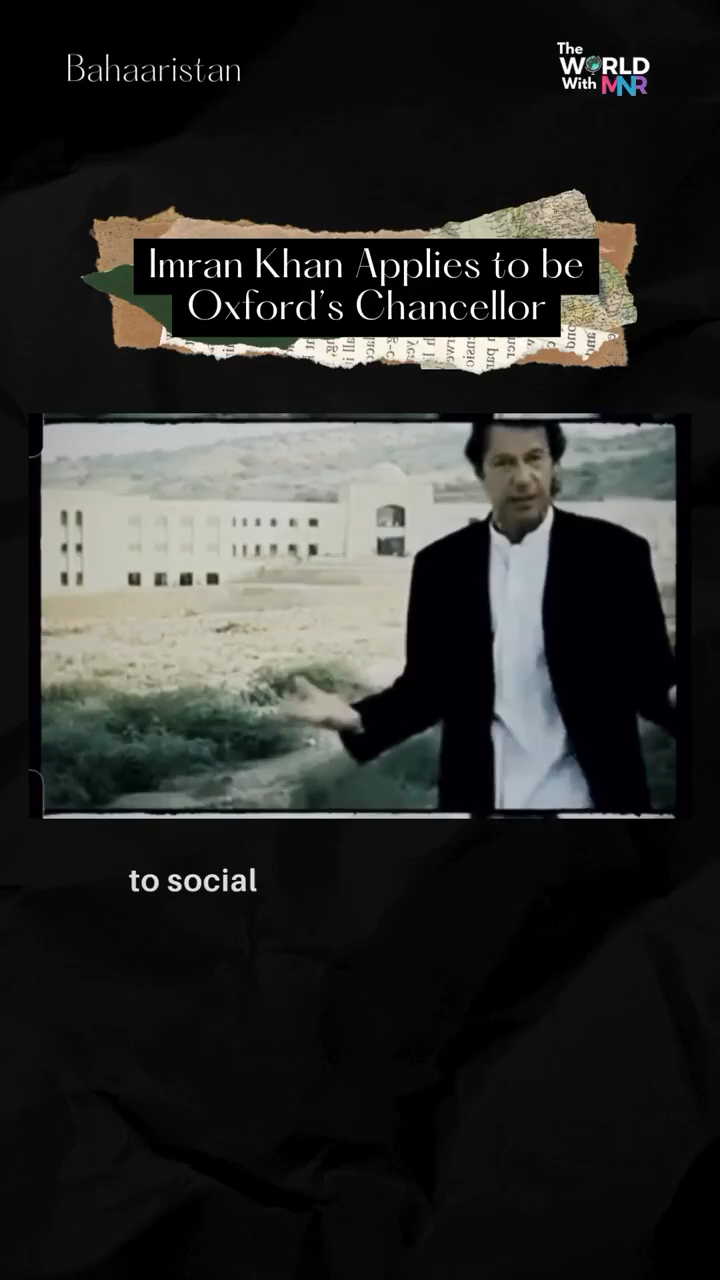 Bahaaristan
The
WORLD
With MNR
Imran Khan Applies to be
Oxford's Chancellor
to social